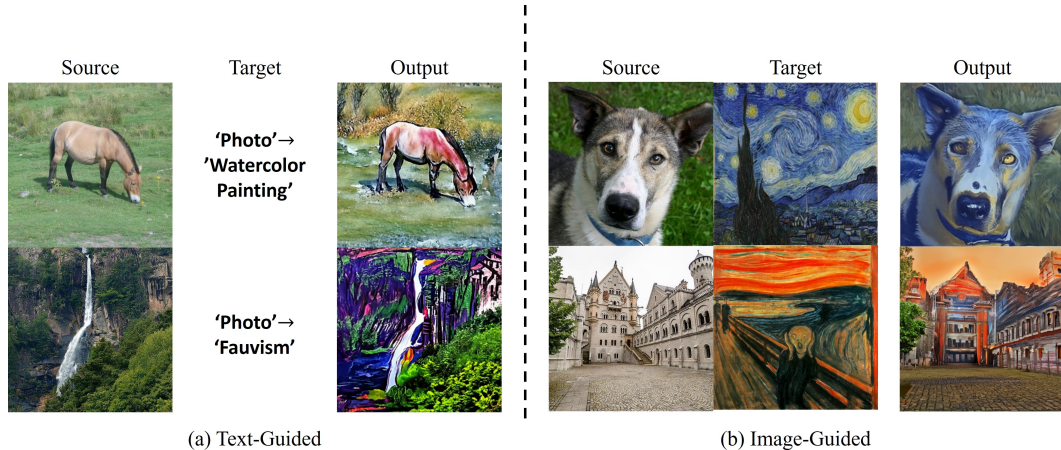 Source
Target
Output
‘Photo’→
’Watercolor
Painting’
‘Photo’→
‘Fauvism’
(a) Text-Guided
Source
Target
Output
(b) Image-Guided